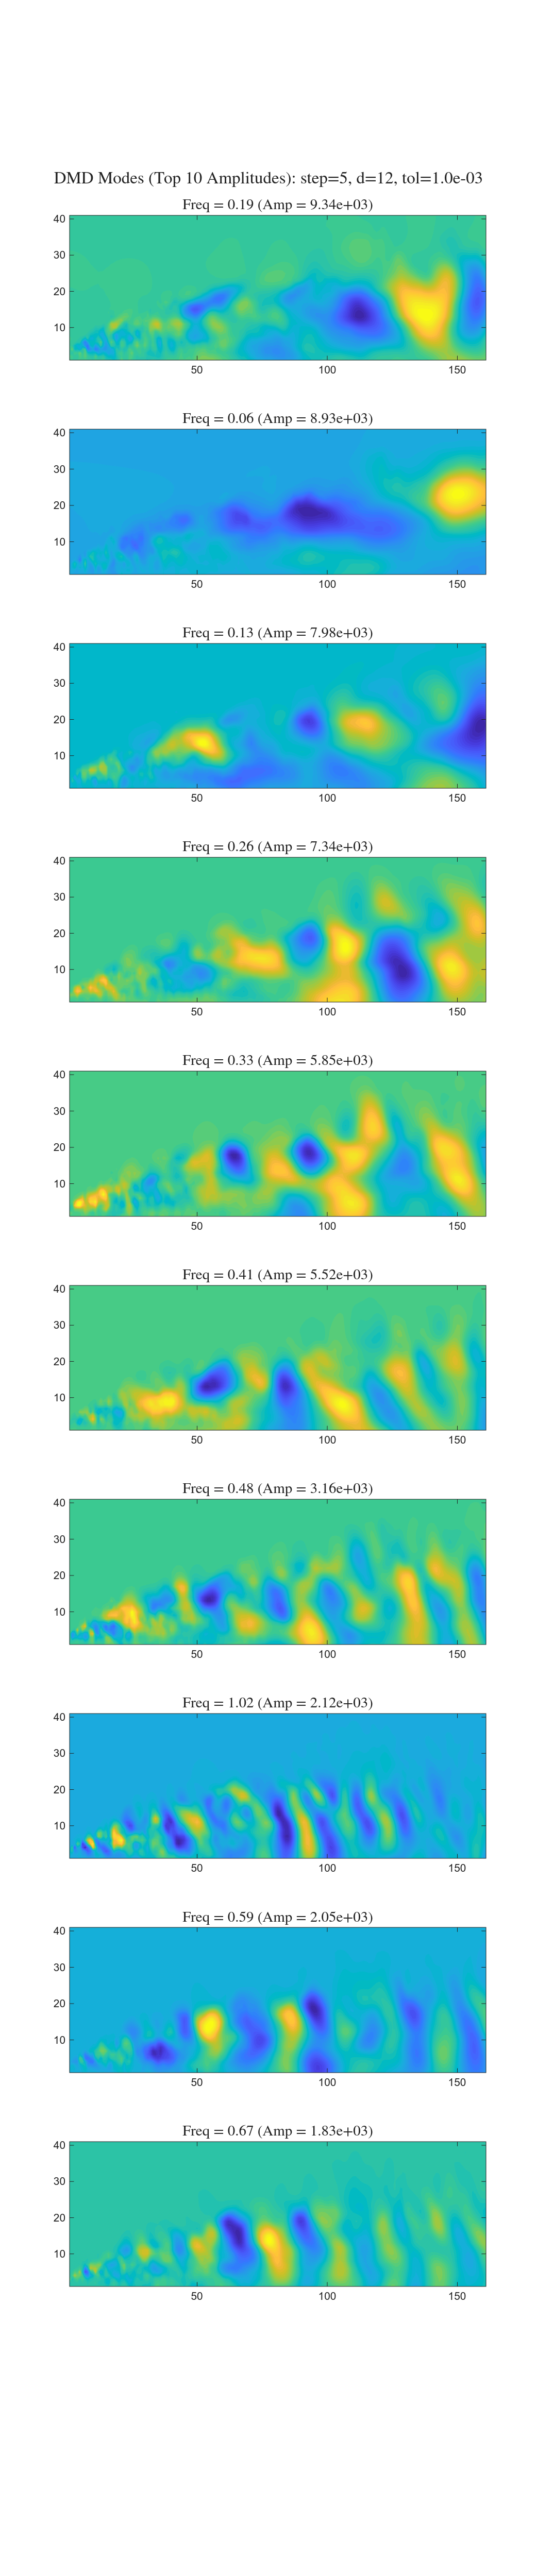 DMD Modes (Top 10 Amplitudes): step=5, d=12, tol=1.0e-03
Freq = 0.19 (Amp = 9.34e+03)
40
30
20
10
50 100 150
Freq = 0.06 (Amp = 8.93e+03)
40
30
20
10
50 100 150
Freq = 0.13 (Amp = 7.98e+03)
40
30
20
10
50 100 150
Freq = 0.26 (Amp = 7.34e+03)
40
30
20
10
50 100 150
Freq = 0.33 (Amp = 5.85e+03)
40
30
20
10
50 100 150
Freq = 0.41 (Amp = 5.52e+03)
40
30
20
10
50 100 150
Freq = 0.48 (Amp = 3.16e+03)
40
30
20
10
50 100 150
Freq = 1.02 (Amp = 2.12e+03)
40
30
20
10
50 100 150
Freq = 0.59 (Amp = 2.05e+03)
40
30
20
10
50 100 150
Freq = 0.67 (Amp = 1.83e+03)
40
30
20
10
50 100 150